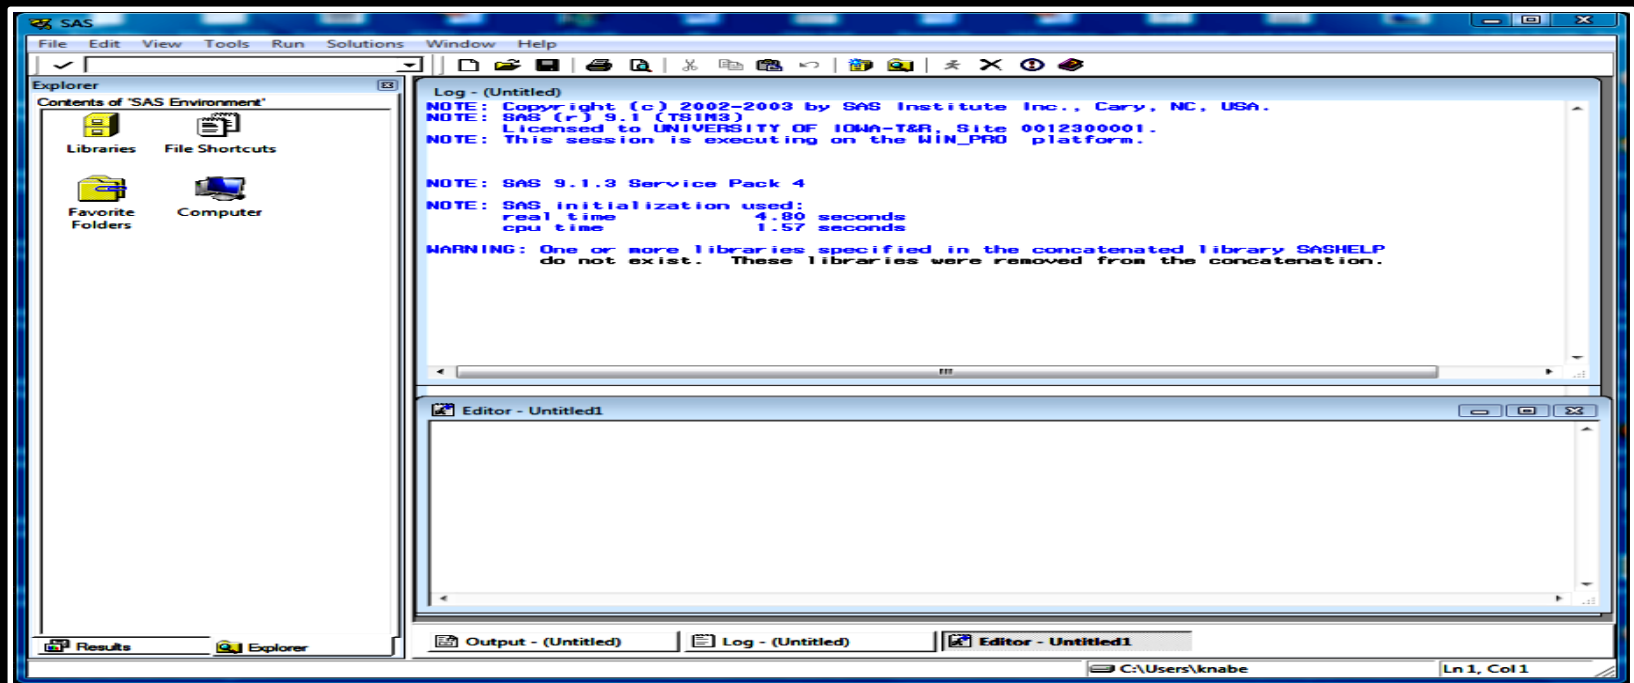 SAS
File Edit View Tools Run Solutions Window Help
Explorer
Contents of 'SAS Environment'
Libraries File Shortcuts
Favorite Folders Computer
Log - (Untitled)
NOTE: Copyright (c) 2002-2003 by SAS Institute Inc., Cary, NC, USA.
NOTE: SAS (r) 9.1 (TS1M3)
Licensed to UNIVERSITY OF IOWA-T&R, Site 0012300001.
NOTE: This session is executing on the WIN_PRO platform.
NOTE: SAS 9.1.3 Service Pack 4
NOTE: SAS initialization used:
real time 4.80 seconds
cpu time 1.57 seconds
WARNING: One or more libraries specified in the concatenated library SASHELP
do not exist. These libraries were removed from the concatenation.
Editor - Untitled1
Results Explorer
Output - (Untitled) Log - (Untitled) Editor - Untitled1
C:\Users\knabe Ln 1, Col 1